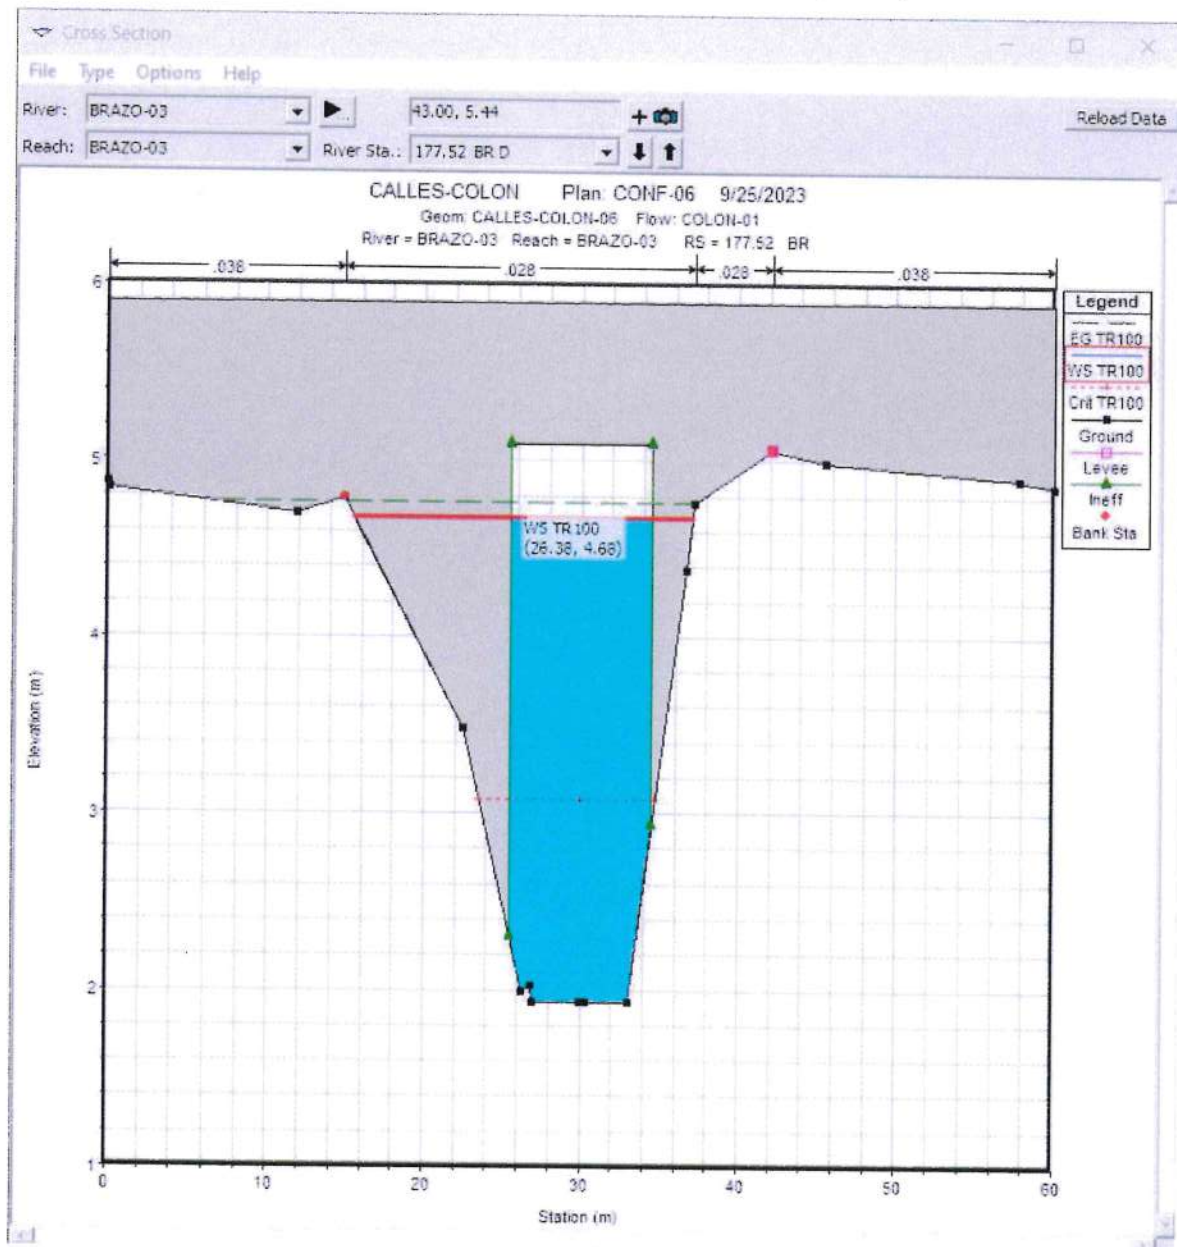 Cross Section
File Type Options Help
River: BRAZO-03 43.00, 5.44 Reload Data
Reach: BRAZO-03 River Sta.: 177.52 BR D
CALLES-COLON Plan: CONF-06 9/25/2023
Geom: CALLES-COLON-06 Flow: COLON-01
River = BRAZO-03 Reach = BRAZO-03 RS = 177.52 BR
.038 .028 .028 .038
Legend
EG TR100
WS TR100
Crit TR100
Ground
Levee
Ineff
Bank Sta
WS TR100
(26.38, 4.68)
6
5
4
3
2
1
Elevation (m)
0 10 20 30 40 50 60
Station (m)